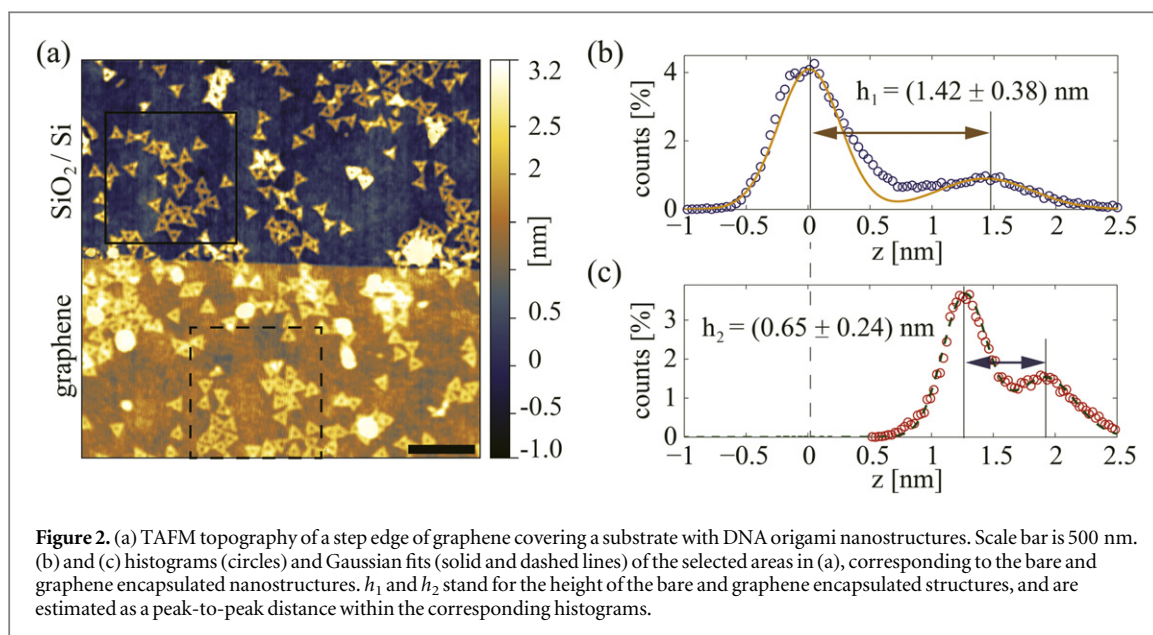 (a)
SiO₂ / Si
graphene
3.2
2.5
2
[nm]
0.5
0
-0.5
-1.0
(b)
counts [%]
4
2
0
h₁ = (1.42 ± 0.38) nm
−1 −0.5 0 0.5 1 1.5 2 2.5
z [nm]
(c)
counts [%]
3
2
1
0
h₂ = (0.65 ± 0.24) nm
−1 −0.5 0 0.5 1 1.5 2 2.5
z [nm]
Figure 2. (a) TAFM topography of a step edge of graphene covering a substrate with DNA origami nanostructures. Scale bar is 500 nm.
(b) and (c) histograms (circles) and Gaussian fits (solid and dashed lines) of the selected areas in (a), corresponding to the bare and
graphene encapsulated nanostructures. h₁ and h₂ stand for the height of the bare and graphene encapsulated structures, and are
estimated as a peak-to-peak distance within the corresponding histograms.